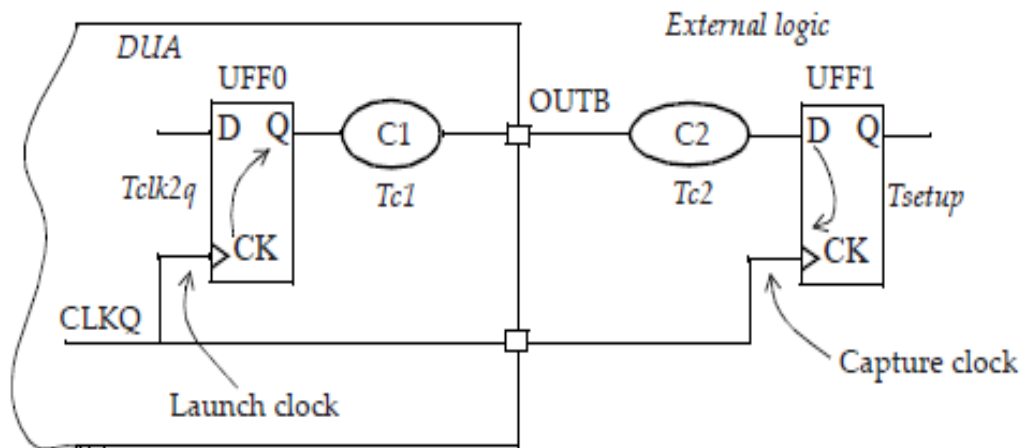 External logic
DUA
UFF0
OUTB
UFF1
D Q
C1
C2
D Q
Tclk2q
Tc1
Tc2
Tsetup
CK
CK
CLKQ
Capture clock
Launch clock